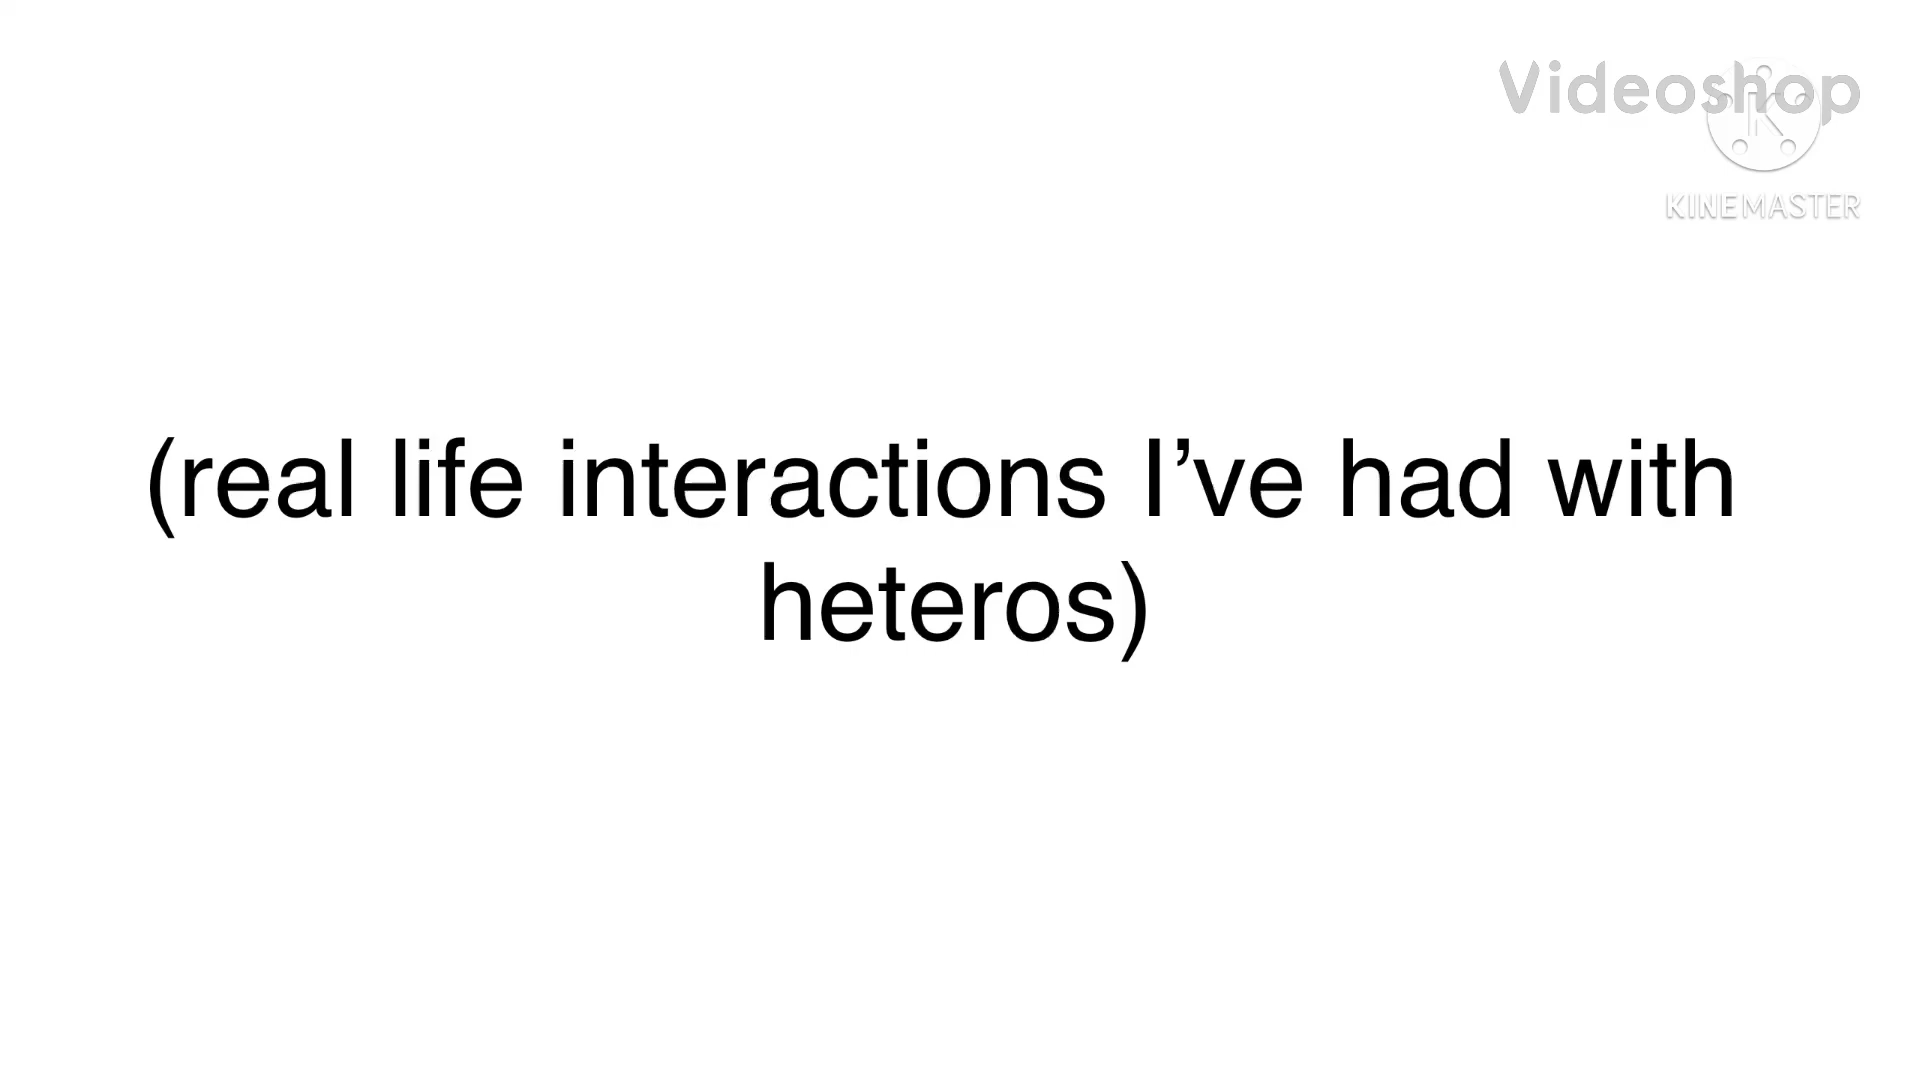 Videoshop
KINEMASTER
(real life interactions I’ve had with
heteros)